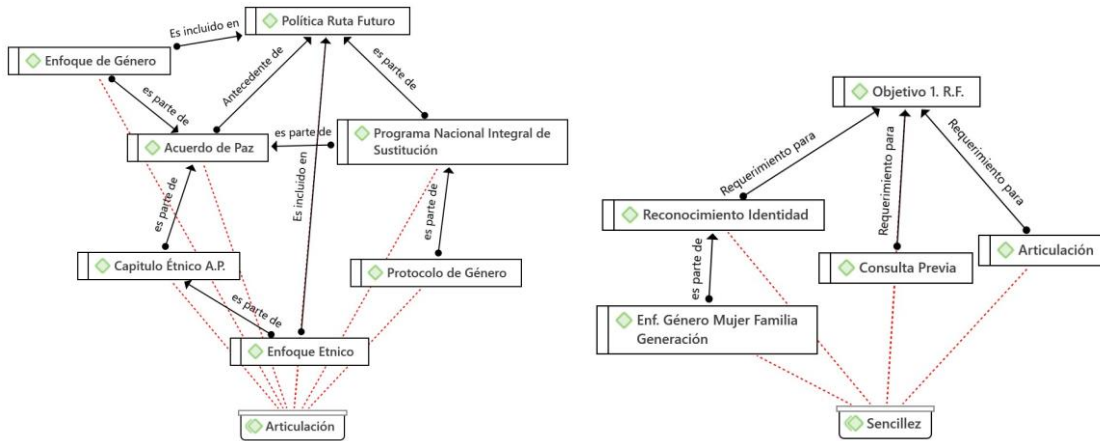 Política Ruta Futuro
Es incluido en
Enfoque de Género
es parte de
Antecedente de
es parte de
Acuerdo de Paz
es parte de
Programa Nacional Integral de
Sustitución
es parte de
Es incluido en
es parte de
Capitulo Étnico A.P.
Protocolo de Género
es parte de
Enfoque Etnico
Articulación
Objetivo 1. R.F.
Requerimiento para
Requerimiento para
Requerimiento para
Reconocimiento Identidad
Articulación
Consulta Previa
es parte de
Enf. Género Mujer Familia
Generación
Sencillez